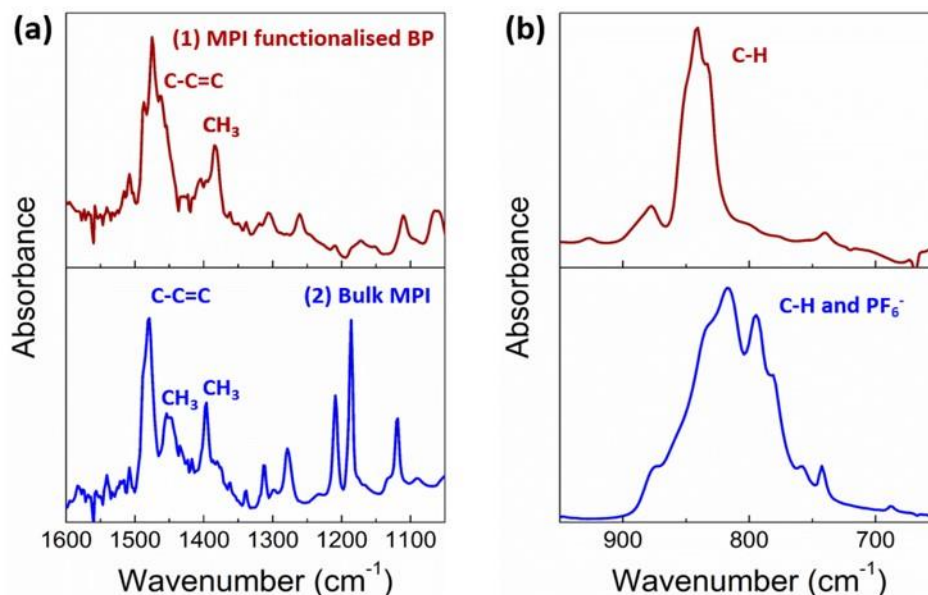 (a)
(1) MPI functionalised BP
C-C=C
CH₃
Absorbance
C-C=C
(2) Bulk MPI
CH₃
CH₃
1600 1500 1400 1300 1200 1100
Wavenumber (cm⁻¹)
(b)
C-H
Absorbance
C-H and PF₆⁻
900 800 700
Wavenumber (cm⁻¹)